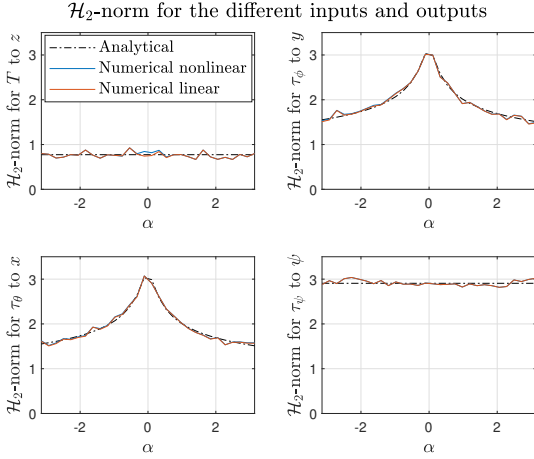 $\mathcal{H}_2$-norm for the different inputs and outputs
$\mathcal{H}_2$-norm for $T$ to $z$
3
2
1
0
Analytical
Numerical nonlinear
Numerical linear
-2 0 2
$\alpha$
$\mathcal{H}_2$-norm for $\tau_\phi$ to $y$
3
2
1
0
-2 0 2
$\alpha$
$\mathcal{H}_2$-norm for $\tau_\theta$ to $x$
3
2
1
0
-2 0 2
$\alpha$
$\mathcal{H}_2$-norm for $\tau_\psi$ to $\psi$
3
2
1
0
-2 0 2
$\alpha$